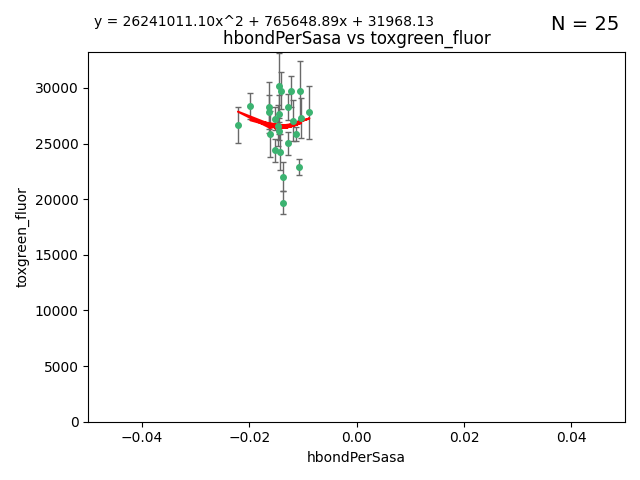 y = 26241011.10x^2 + 765648.89x + 31968.13
N = 25
hbondPerSasa vs toxgreen_fluor
30000
25000
20000
15000
10000
5000
0
toxgreen_fluor
−0.04
−0.02
0.00
0.02
0.04
hbondPerSasa